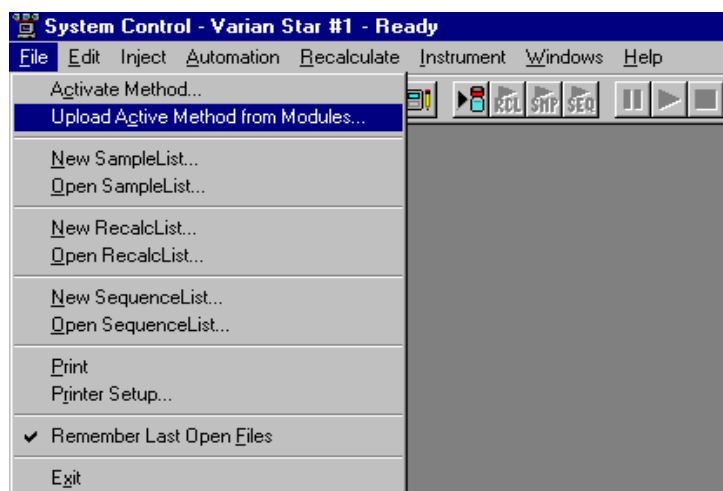 System Control - Varian Star #1 - Ready
File Edit Inject Automation Recalculate Instrument Windows Help
Activate Method...
Upload Active Method from Modules...
RCL SMP SEQ
New SampleList...
Open SampleList...
New RecalcList...
Open RecalcList...
New SequenceList...
Open SequenceList...
Print
Printer Setup...
Remember Last Open Files
Exit